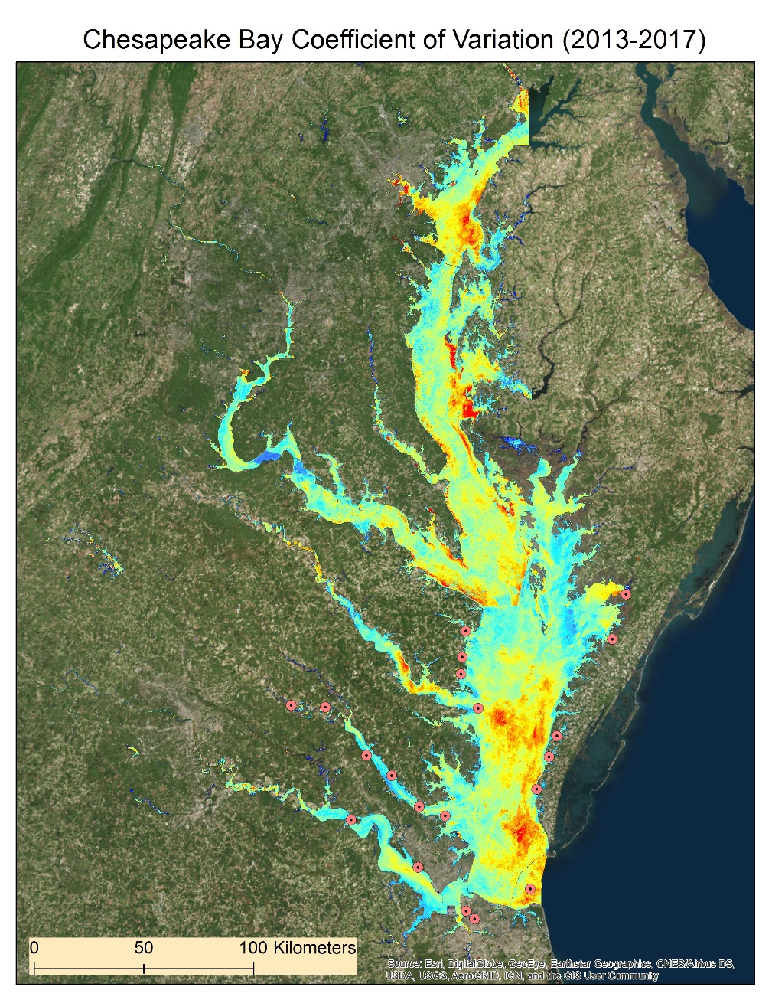 Chesapeake Bay Coefficient of Variation (2013-2017)
0 50 100 Kilometers
Source: Esri, DigitalGlobe, GeoEye, Earthstar Geographics, CNES/Airbus DS,
USDA, USGS, AeroGRID, IGN, and the GIS User Community